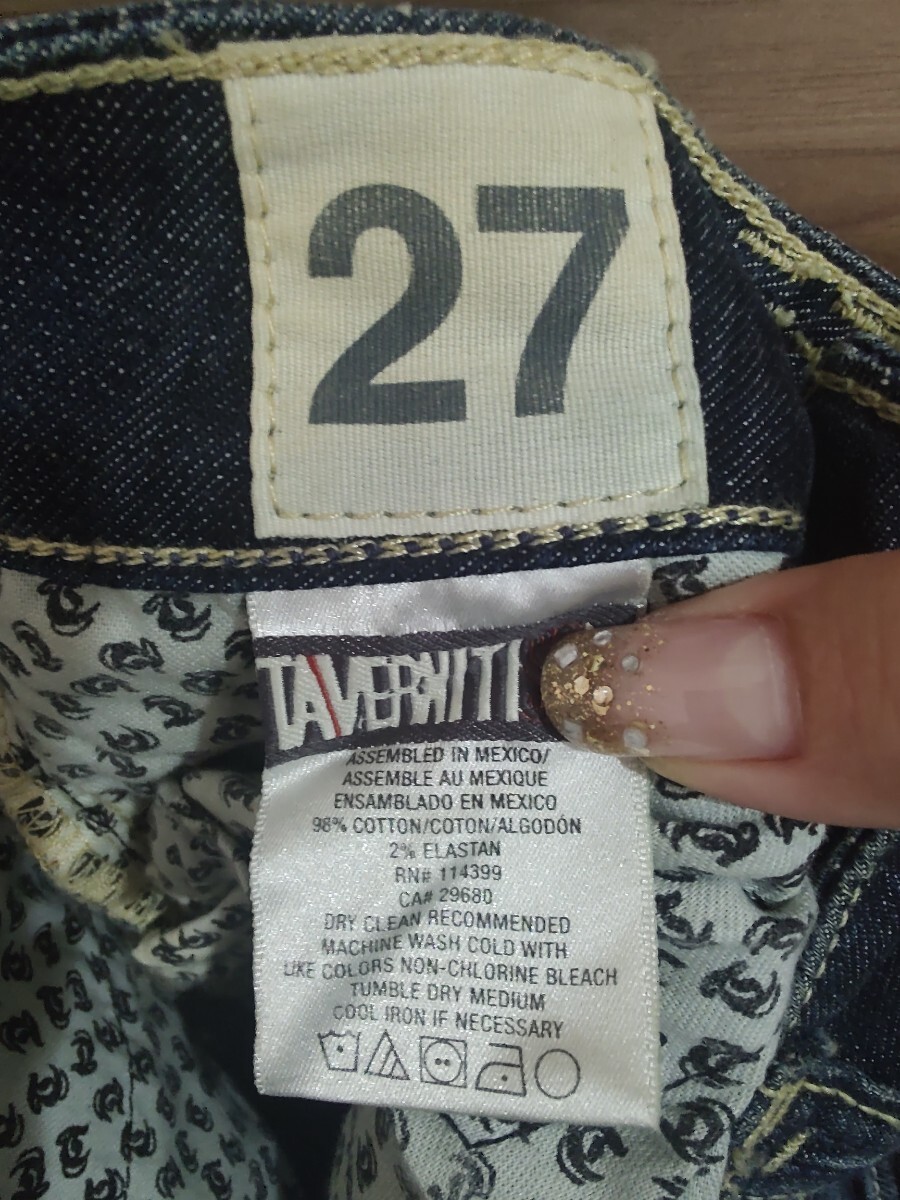 27
TAVERNITI
ASSEMBLED IN MEXICO/
ASSEMBLE AU MEXIQUE
ENSAMBLADO EN MEXICO
98% COTTON/COTON/ALGODÓN
2% ELASTAN
RN# 114399
CA# 29680
DRY CLEAN RECOMMENDED
MACHINE WASH COLD WITH
LIKE COLORS NON-CHLORINE BLEACH
TUMBLE DRY MEDIUM
COOL IRON IF NECESSARY